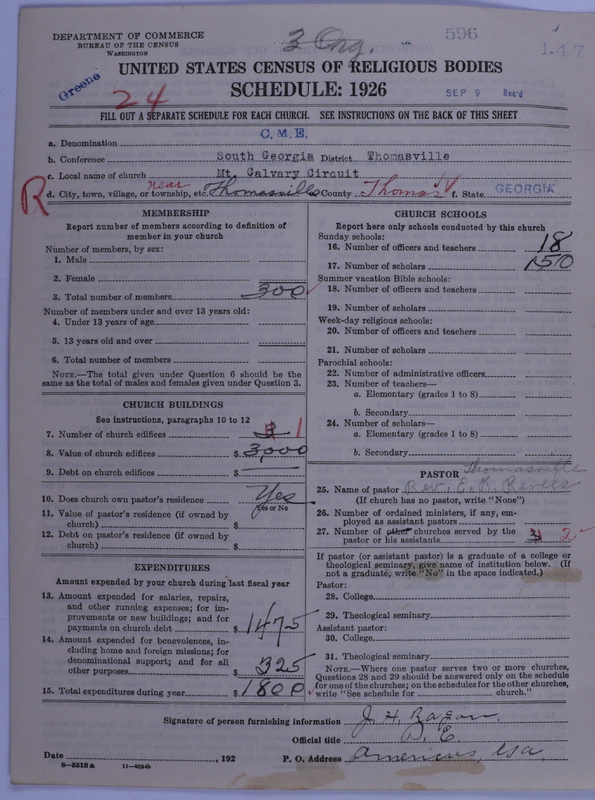 DEPARTMENT OF COMMERCE
BUREAU OF THE CENSUS
WASHINGTON
3 Org.
596
1-47
Greene
UNITED STATES CENSUS OF RELIGIOUS BODIES
24
SCHEDULE: 1926
SEP 9 Rec'd
FILL OUT A SEPARATE SCHEDULE FOR EACH CHURCH. SEE INSTRUCTIONS ON THE BACK OF THIS SHEET
a. Denomination C.M.E.
b. Conference South Georgia District Thomasville
c. Local name of church Mt. Calvary Circuit
R d. City, town, village, or township, etc. near Thomasville County Thomas f. State GEORGIA
MEMBERSHIP
Report number of members according to definition of member in your church
Number of members, by sex:
1. Male
2. Female
3. Total number of members 300
Number of members under and over 13 years old:
4. Under 13 years of age
5. 13 years old and over
6. Total number of members
NOTE.—The total given under Question 6 should be the
same as the total of males and females given under Question 3.
CHURCH BUILDINGS
See instructions, paragraphs 10 to 12
7. Number of church edifices 3 1
8. Value of church edifices $ 3,000
9. Debt on church edifices $
10. Does church own pastor's residence Yes
Yes or No
11. Value of pastor's residence (if owned by
church) $
12. Debt on pastor's residence (if owned by
church) $
EXPENDITURES
Amount expended by your church during last fiscal year
13. Amount expended for salaries, repairs,
and other running expenses; for im-
provements or new buildings; and for
payments on church debt $ 1475
14. Amount expended for benevolences, in-
cluding home and foreign missions; for
denominational support; and for all
other purposes $ 325
15. Total expenditures during year $ 1800
CHURCH SCHOOLS
Report here only schools conducted by this church
Sunday schools:
16. Number of officers and teachers 18
17. Number of scholars 150
Summer vacation Bible schools:
18. Number of officers and teachers
19. Number of scholars
Week-day religious schools:
20. Number of officers and teachers
21. Number of scholars
Parochial schools:
22. Number of administrative officers
23. Number of teachers—
a. Elementary (grades 1 to 8)
b. Secondary
24. Number of scholars—
a. Elementary (grades 1 to 8)
b. Secondary
PASTOR Thomasville
25. Name of pastor Rev. E. R. Revels
(If church has no pastor, write "None")
26. Number of ordained ministers, if any, em-
ployed as assistant pastors
27. Number of other churches served by the
pastor or his assistants 2
If pastor (or assistant pastor) is a graduate of a college or
theological seminary, give name of institution below. (If
not a graduate, write "No" in the space indicated.)
Pastor:
28. College
29. Theological seminary
Assistant pastor:
30. College
31. Theological seminary
NOTE.—Where one pastor serves two or more churches,
Questions 28 and 29 should be answered only on the schedule
for one of the churches; on the schedules for the other churches,
write "See schedule for church."
Signature of person furnishing information J. H. Ragan
Official title P. E.
Date , 192 P. O. Address Americus, Ga
8—5318 a 11—9054b